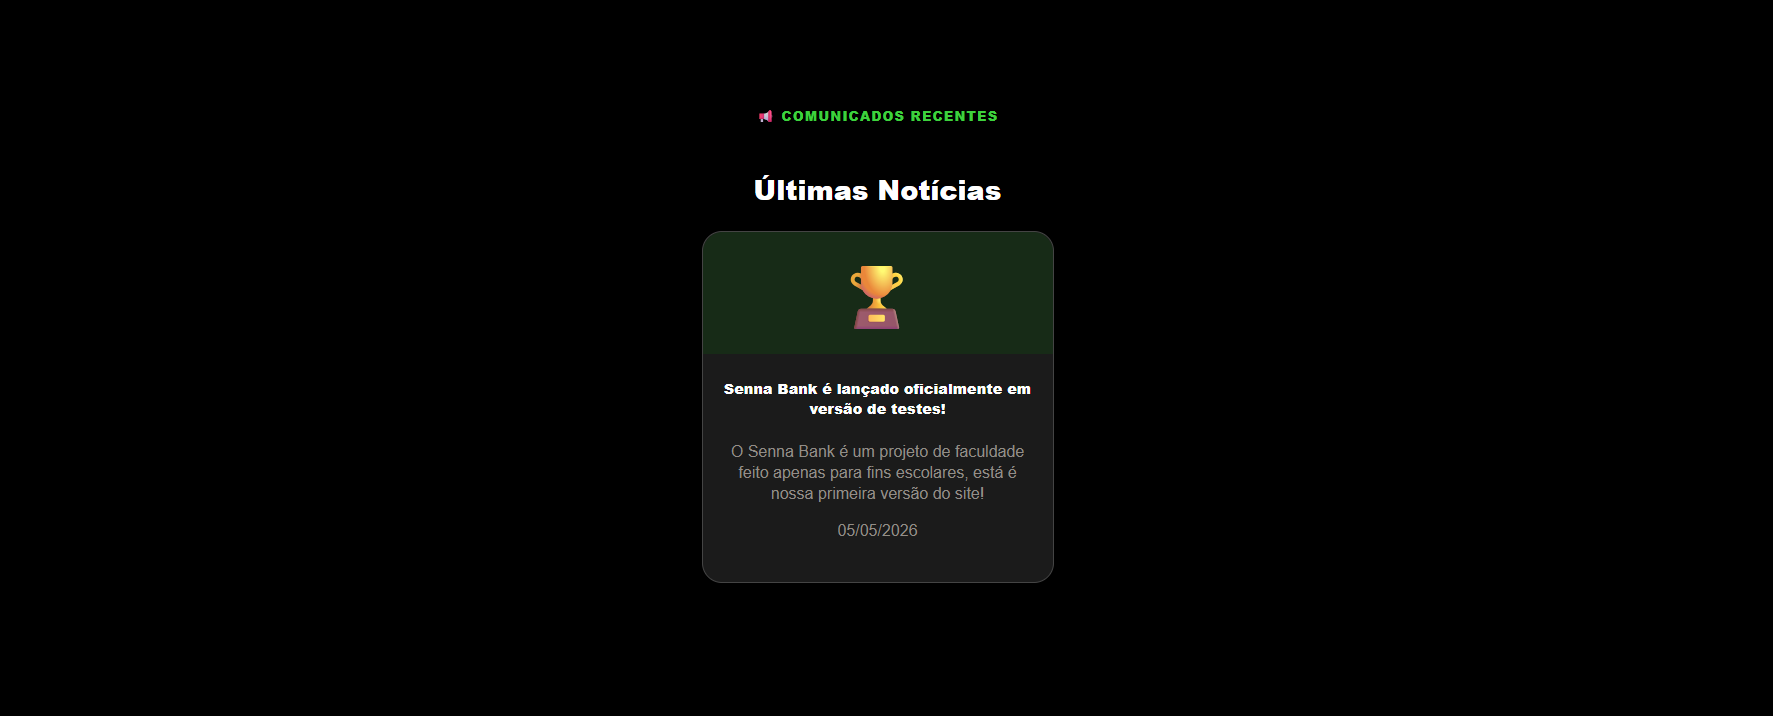 COMUNICADOS RECENTES
Últimas Notícias
Senna Bank é lançado oficialmente em
versão de testes!
O Senna Bank é um projeto de faculdade
feito apenas para fins escolares, está é
nossa primeira versão do site!
05/05/2026